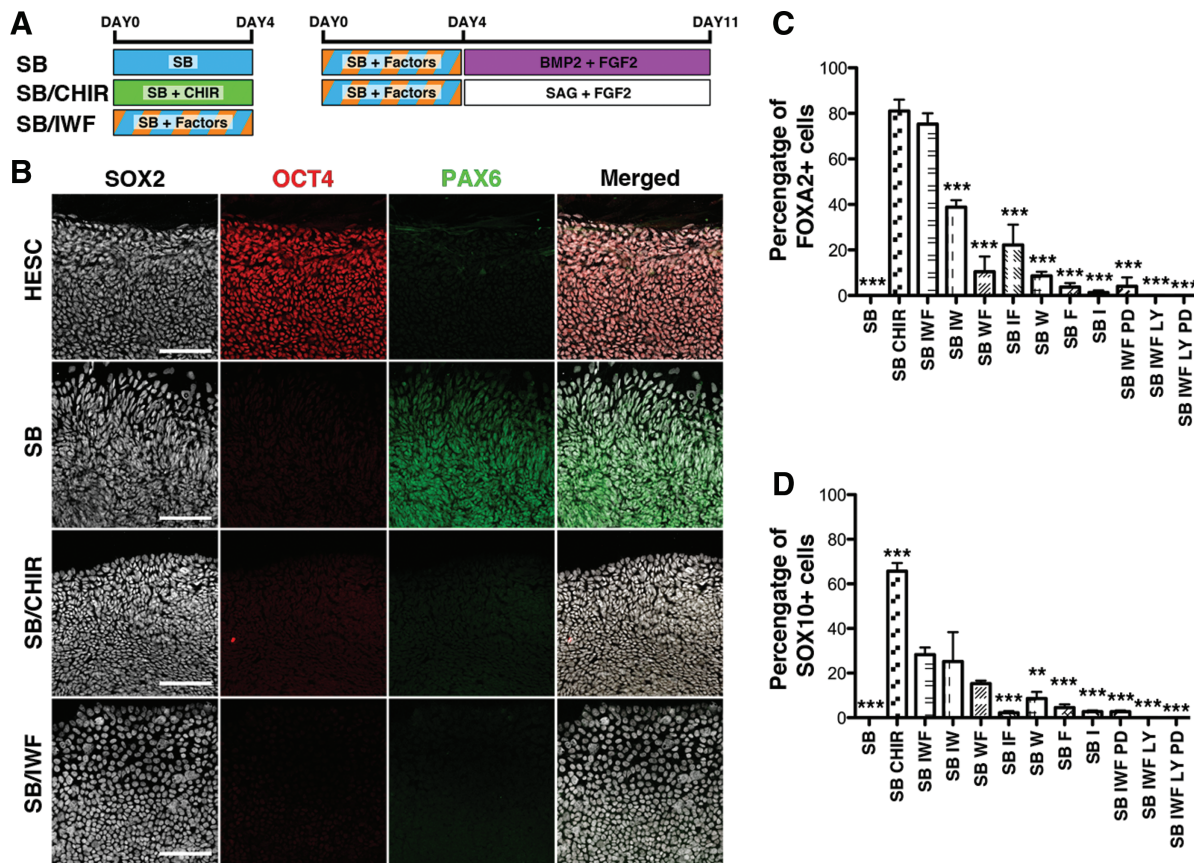 A
DAY0 DAY4 DAY0 DAY4 DAY11
SB SB SB + Factors BMP2 + FGF2
SB/CHIR SB + CHIR SB + Factors SAG + FGF2
SB/IWF SB + Factors
B
SOX2 OCT4 PAX6 Merged
HESC
SB
SB/CHIR
SB/IWF
C
Percengatge of
FOXA2+ cells
100
80
60
40
20
0
*** *** *** *** *** *** *** *** *** ***
SB
SB CHIR
SB IWF
SB IW
SB WF
SB IF
SB W
SB F
SB I
SB IWF PD
SB IWF LY
SB IWF LY PD
D
Percengatge of
SOX10+ cells
100
80
60
40
20
0
*** *** *** ** *** *** *** *** ***
SB
SB CHIR
SB IWF
SB IW
SB WF
SB IF
SB W
SB F
SB I
SB IWF PD
SB IWF LY
SB IWF LY PD